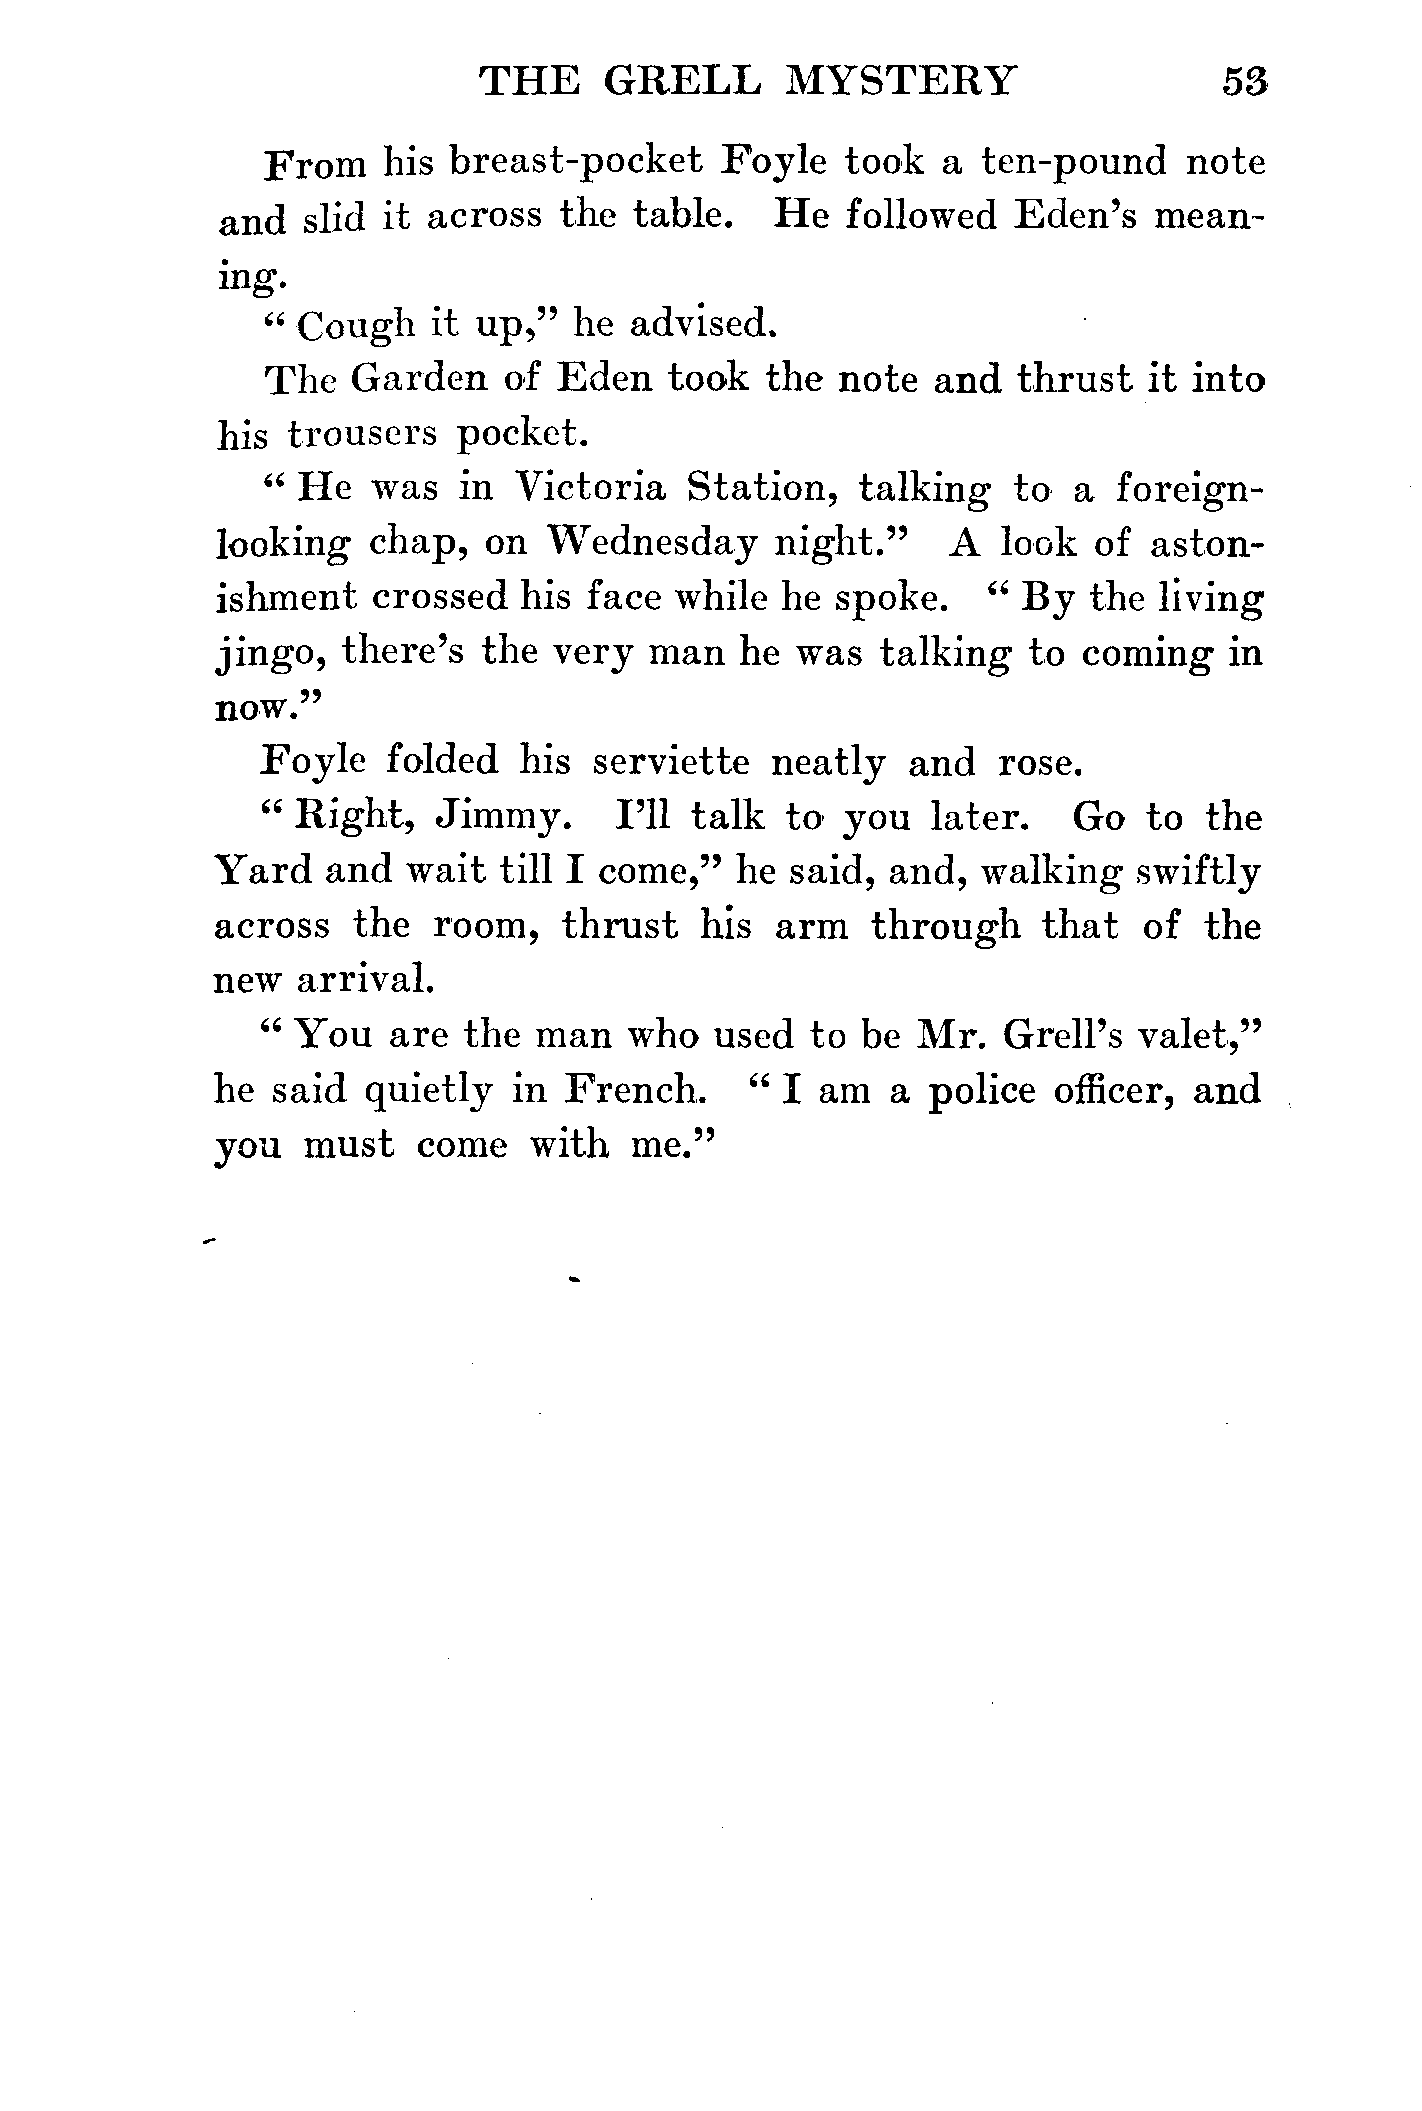 THE GRELL MYSTERY 53
From his breast-pocket Foyle took a ten-pound note
and slid it across the table. He followed Eden's mean-
ing.
“ Cough it up,” he advised.
The Garden of Eden took the note and thrust it into
his trousers pocket.
“ He was in Victoria Station, talking to a foreign-
looking chap, on Wednesday night.” A look of aston-
ishment crossed his face while he spoke. “ By the living
jingo, there’s the very man he was talking to coming in
now.”
Foyle folded his serviette neatly and rose.
“ Right, Jimmy. I’ll talk to you later. Go to the
Yard and wait till I come,” he said, and, walking swiftly
across the room, thrust his arm through that of the
new arrival.
“ You are the man who used to be Mr. Grell’s valet,”
he said quietly in French. “ I am a police officer, and
you must come with me.”